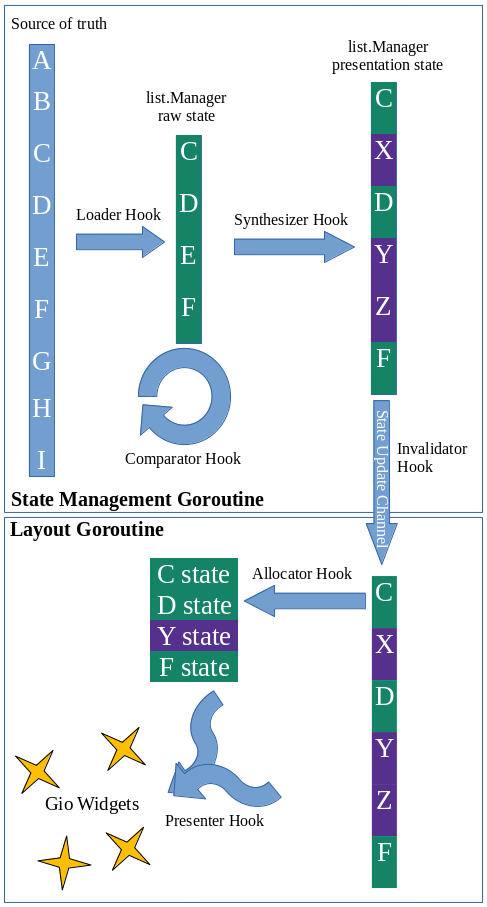 Source of truth
A
B
C
D
E
F
G
H
I
Loader Hook
list.Manager
raw state
C
D
E
F
Comparator Hook
Synthesizer Hook
list.Manager
presentation state
C
X
D
Y
Z
F
State Update Channel
Invalidator
Hook
State Management Goroutine
Layout Goroutine
C
X
D
Y
Z
F
Allocator Hook
C state
D state
Y state
F state
Presenter Hook
Gio Widgets